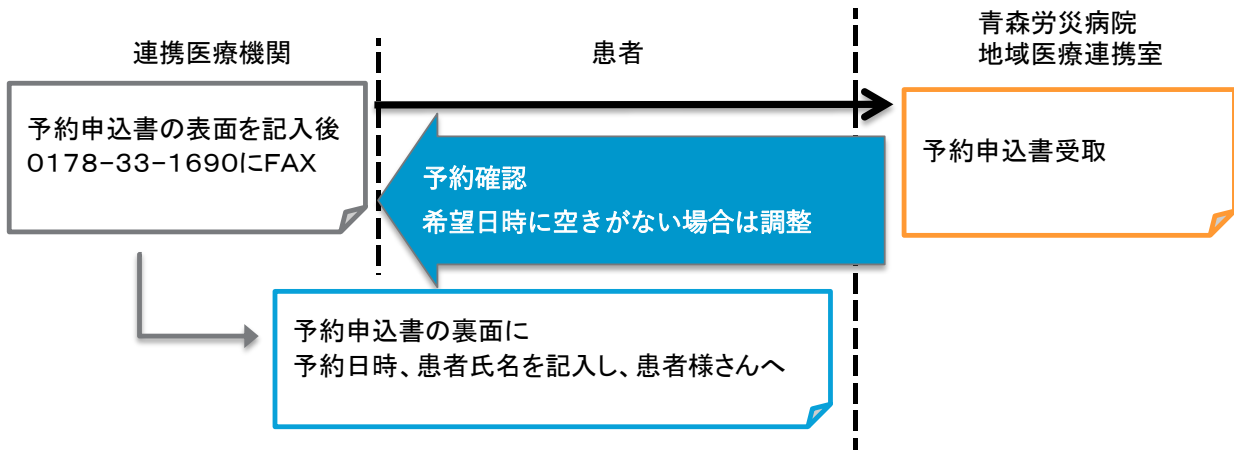 連携医療機関
患者
青森労災病院
地域医療連携室
予約申込書の表面を記入後
0178-33-1690にFAX
予約確認
希望日時に空きがない場合は調整
予約申込書受取
予約申込書の裏面に
予約日時、患者氏名を記入し、患者様さんへ